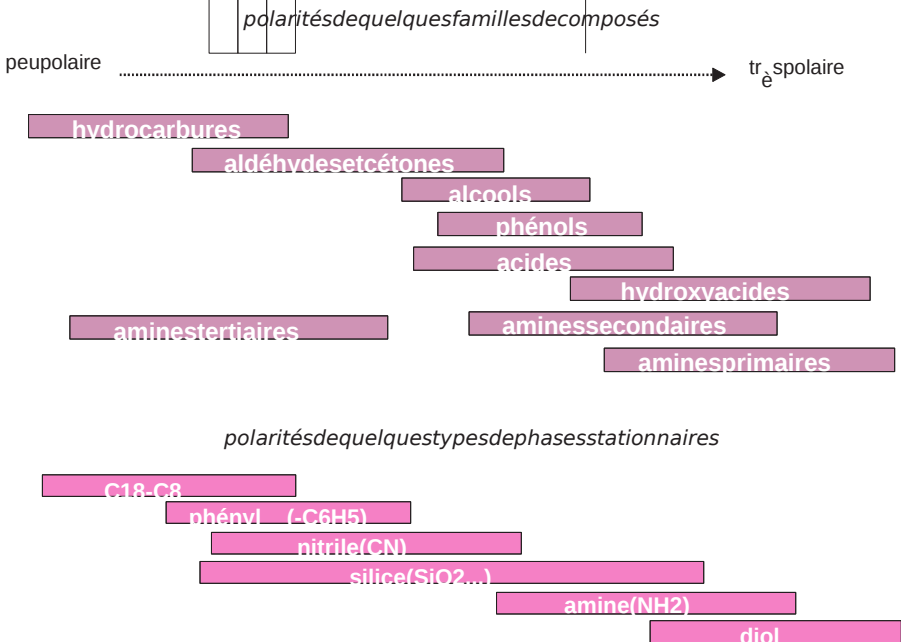 polaritésdequelquesfamillesdecomposés
peupolaire
trèspolaire
hydrocarbures
aldéhydesetcétones
alcools
phénols
acides
hydroxyacides
aminestertiaires
aminessecondaires
aminesprimaires
polaritésdequelquestypesdephasesstationnaires
C18-C8
phényl (-C6H5)
nitrile(CN)
silice(SiO2...)
amine(NH2)
diol